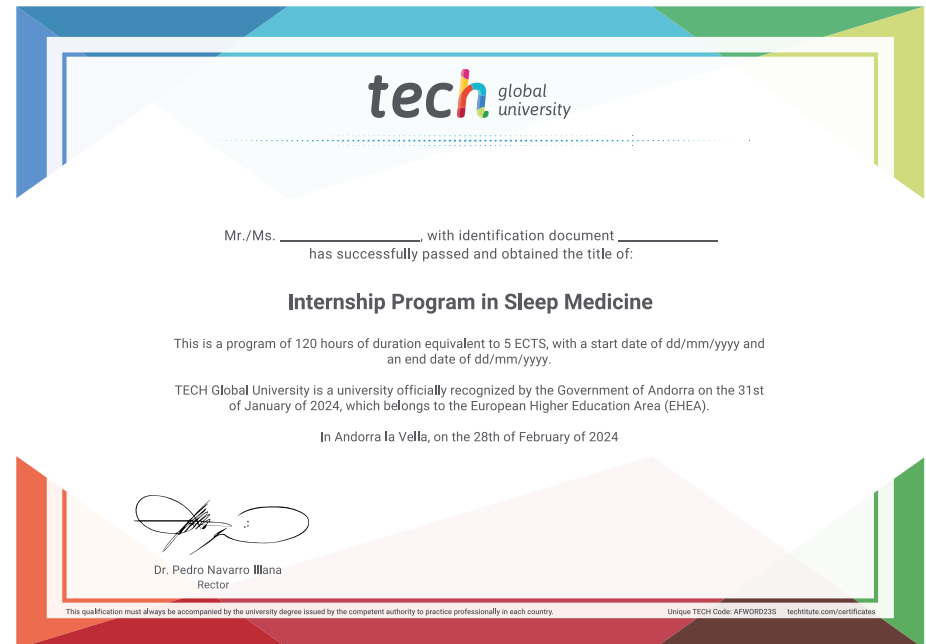 tech global university
Mr./Ms. ____________, with identification document ____________
has successfully passed and obtained the title of:
Internship Program in Sleep Medicine
This is a program of 120 hours of duration equivalent to 5 ECTS, with a start date of dd/mm/yyyy and
an end date of dd/mm/yyyy.
TECH Global University is a university officially recognized by the Government of Andorra on the 31st
of January of 2024, which belongs to the European Higher Education Area (EHEA).
In Andorra la Vella, on the 28th of February of 2024
Dr. Pedro Navarro Illana
Rector
This qualification must always be accompanied by the university degree issued by the competent authority to practice professionally in each country.
Unique TECH Code: AFWORD23S techtitute.com/certificates